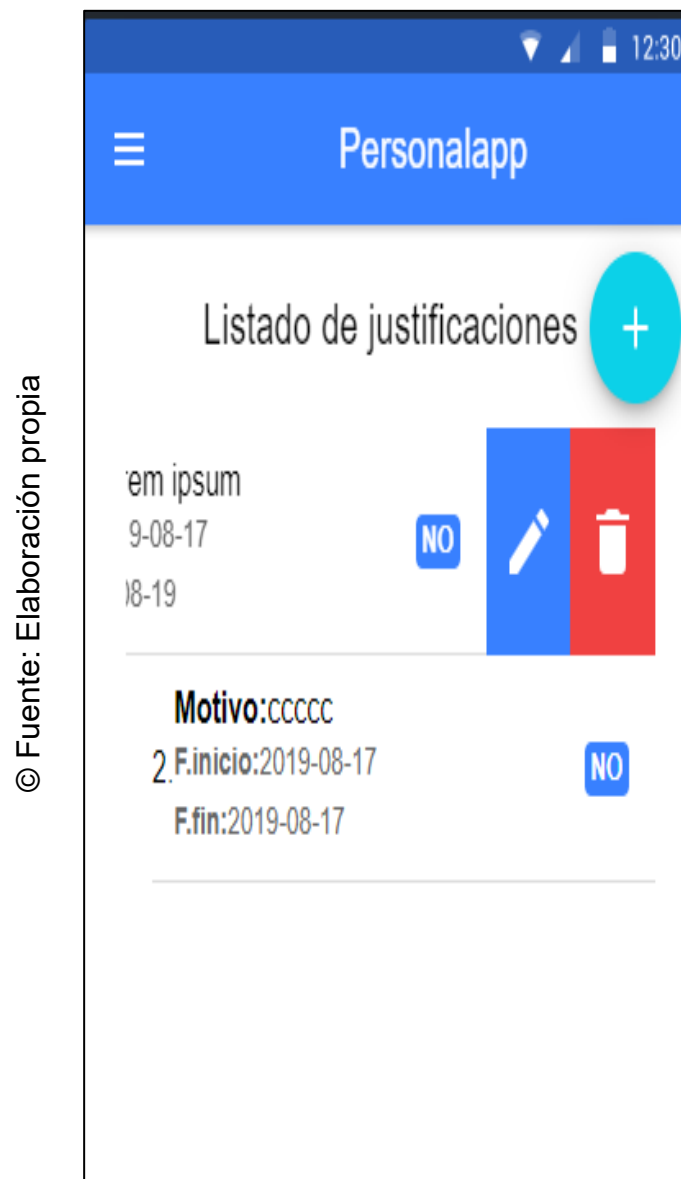 12:30
Personalapp
Listado de justificaciones
em ipsum
9-08-17
NO
08-19
Motivo:ccccc
2. F.inicio:2019-08-17
NO
F.fin:2019-08-17
© Fuente: Elaboración propia